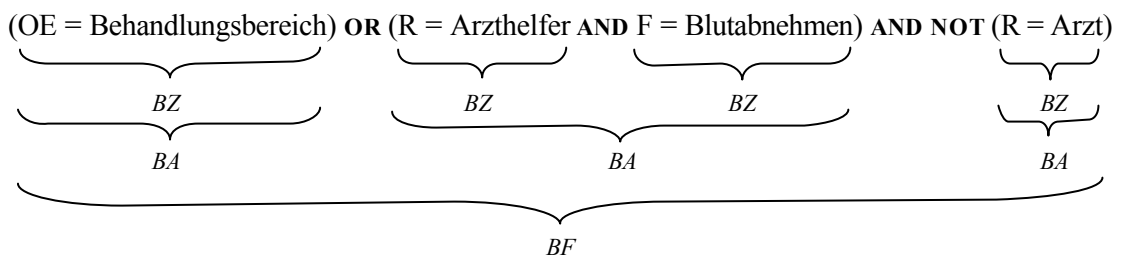 (OE = Behandlungsbereich) OR (R = Arzthelfer AND F = Blutabnehmen) AND NOT (R = Arzt)
BZ BZ BZ BZ
BA BA BA
BF